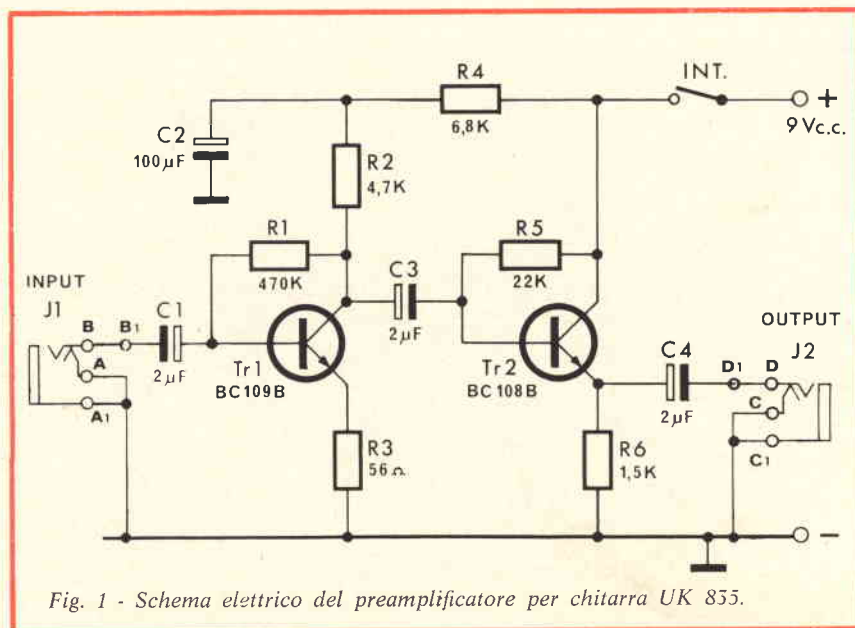 R4
6,8K
INT.
+
9 Vc.c.
C2
100µF
R2
4,7K
R1
470K
C3
2µF
R5
22K
INPUT
J1
B
B1
A
A1
C1
2µF
Tr1
BC109B
Tr2
BC108B
C4
2µF
OUTPUT
J2
D1
D
C
C1
R3
56Ω
R6
1,5K
−
Fig. 1 - Schema elettrico del preamplificatore per chitarra UK 835.